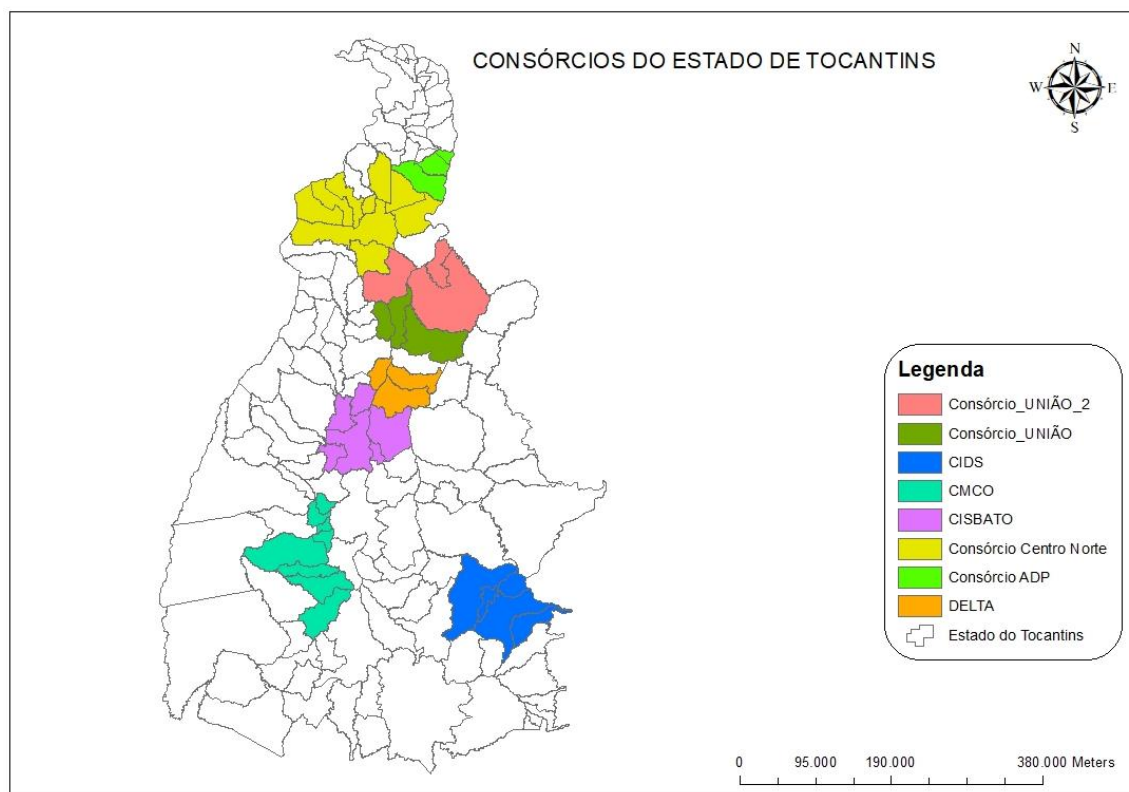 CONSÓRCIOS DO ESTADO DE TOCANTINS
N
W E
S
Legenda
Consórcio_UNIÃO_2
Consórcio_UNIÃO
CIDS
CMCO
CISBATO
Consórcio Centro Norte
Consórcio ADP
DELTA
Estado do Tocantins
0 95.000 190.000 380.000 Meters